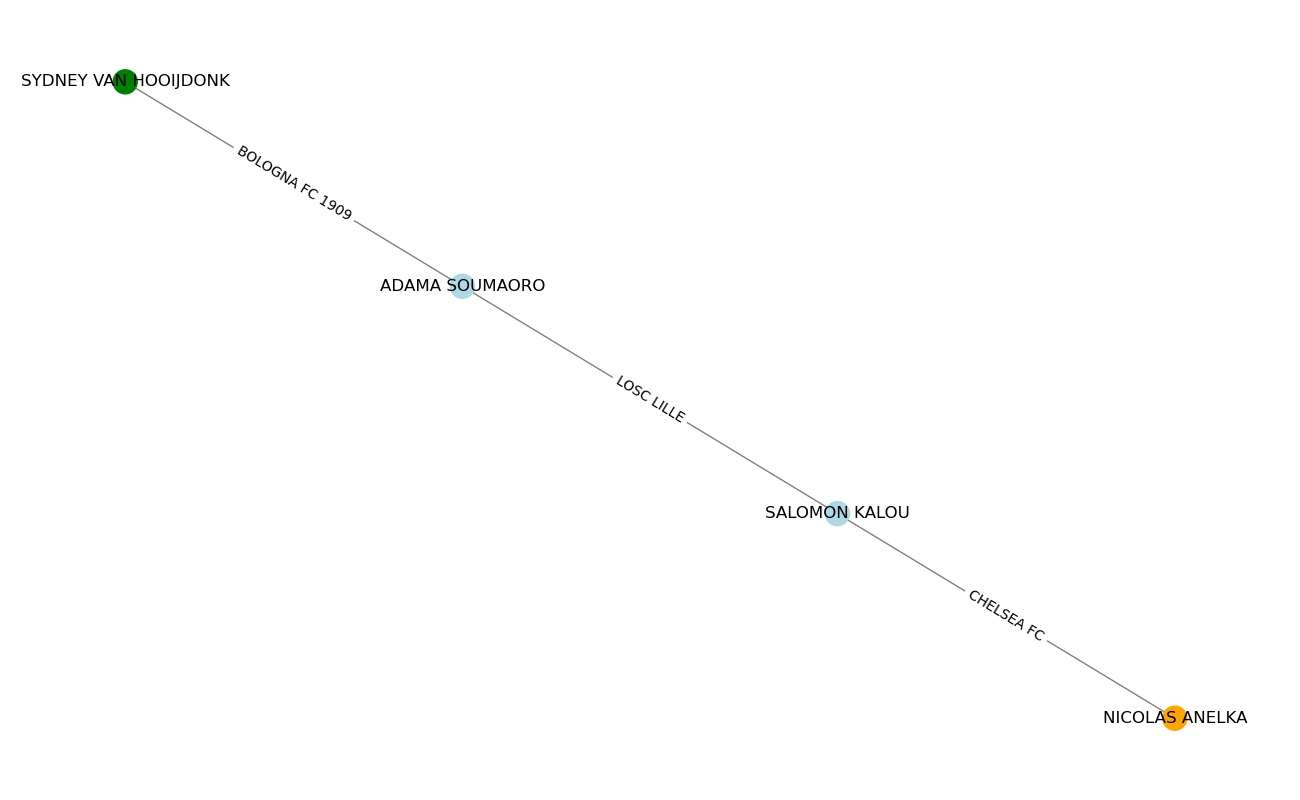 SYDNEY VAN HOOIJDONK
BOLOGNA FC 1909
ADAMA SOUMAORO
LOSC LILLE
SALOMON KALOU
CHELSEA FC
NICOLAS ANELKA